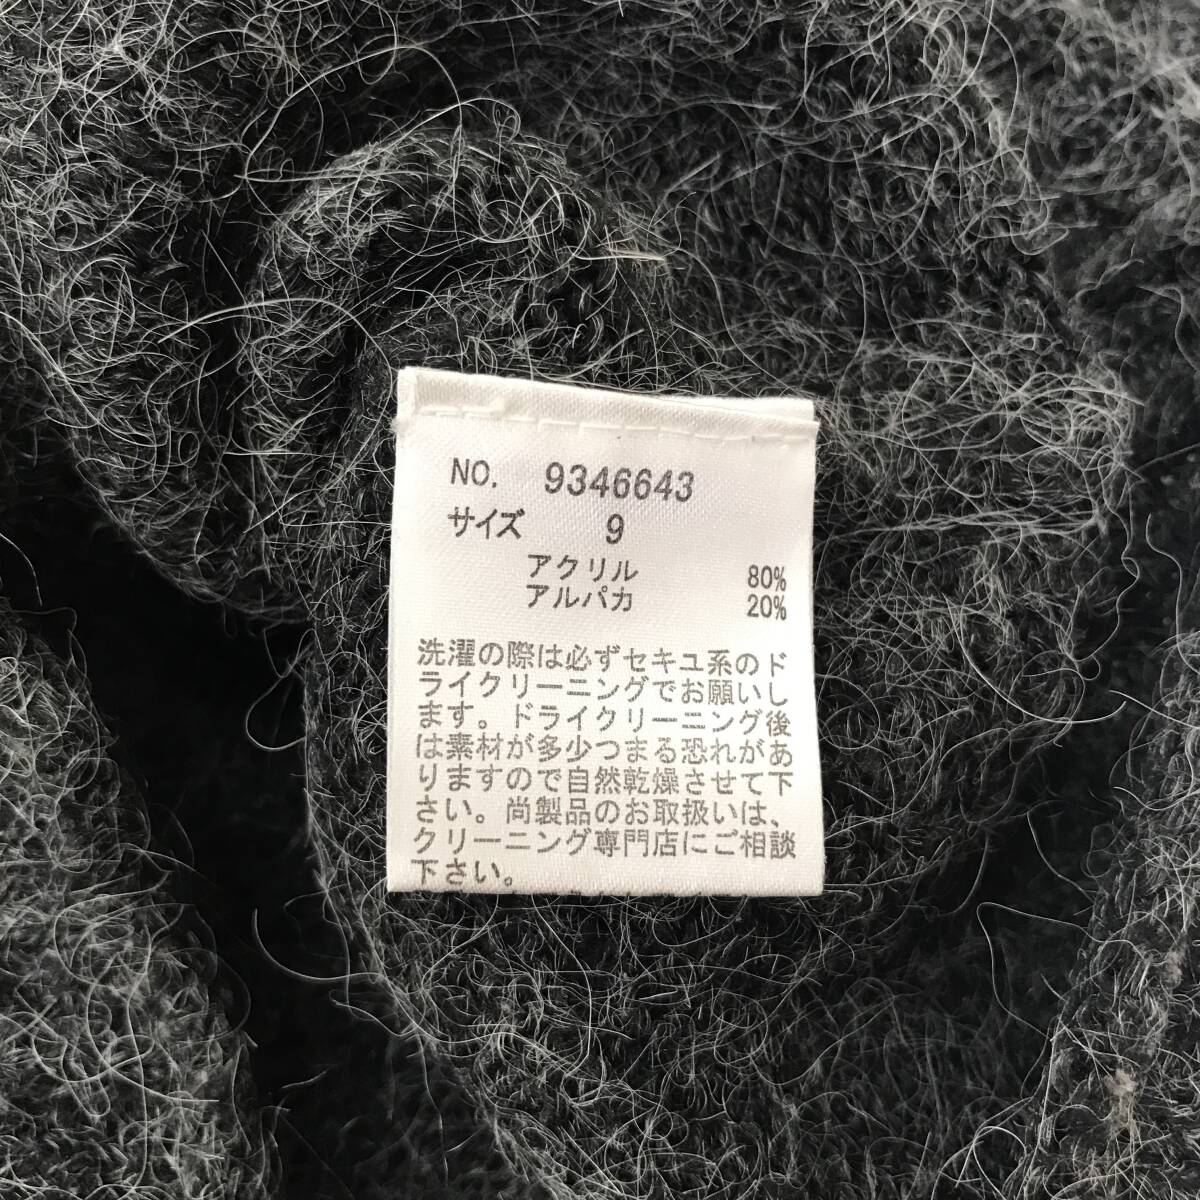 NO. 9346643
サイズ 9
アクリル 80%
アルパカ 20%
洗濯の際は必ずセキユ系のド
ライクリーニングでお願いし
ます。ドライクリーニング後
は素材が多少つまる恐れがあ
りますので自然乾燥させて下
さい。尚製品のお取扱いは、
クリーニング専門店にご相談
下さい。